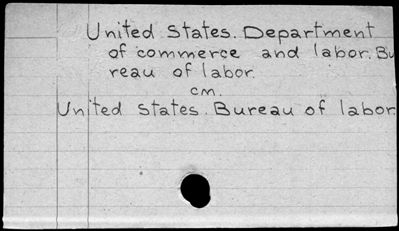 United States. Department
of commerce and labor. Bu
reau of labor.
cm.
United States. Bureau of labor.